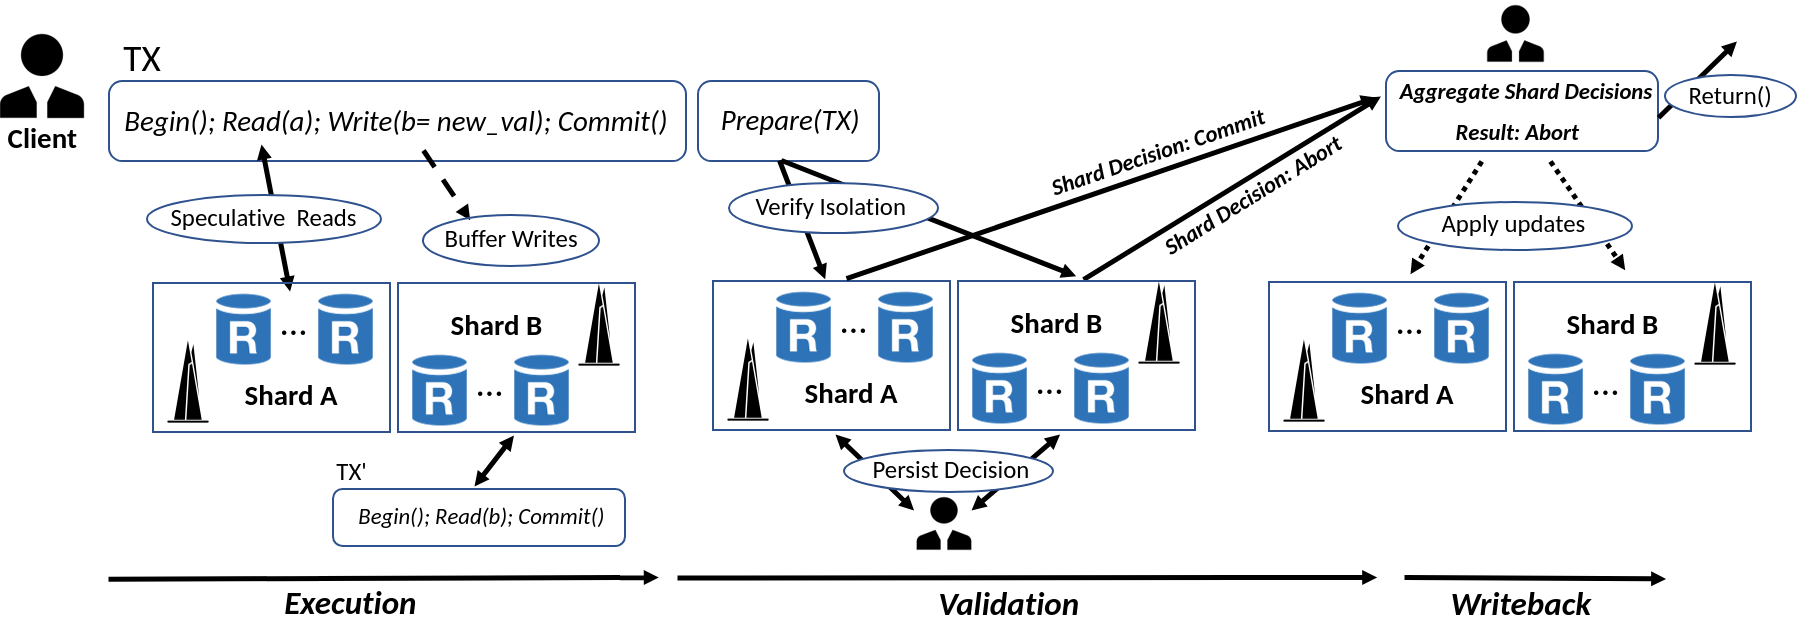 TX
Client
Begin(); Read(a); Write(b= new_val); Commit()
Prepare(TX)
Aggregate Shard Decisions
Result: Abort
Return()
Speculative Reads
Buffer Writes
Verify Isolation
Shard Decision: Commit
Shard Decision: Abort
Apply updates
R ... R
Shard A
Shard B
R ... R
R ... R
Shard A
Shard B
R ... R
R ... R
Shard A
Shard B
R ... R
TX'
Begin(); Read(b); Commit()
Persist Decision
Execution
Validation
Writeback